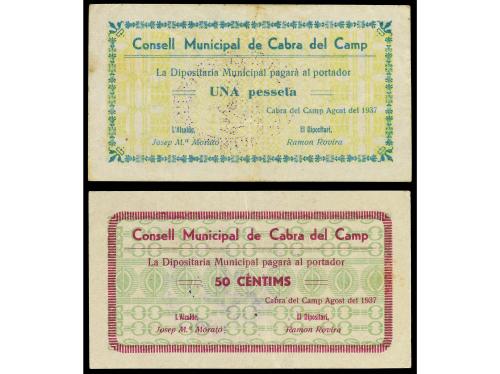 Consell Municipal de Cabra del Camp
La Dipositaria Municipal pagarà al portador
UNA pesseta
Cabra del Camp Agost del 1937
L'Alcalde, El Dipositari,
Josep M.ª Morató Ramon Rovira
Consell Municipal de Cabra del Camp
La Dipositaria Municipal pagarà al portador
50 CÈNTIMS
Cabra del Camp Agost del 1937
L'Alcalde, El Dipositari,
Josep M.ª Morató Ramon Rovira